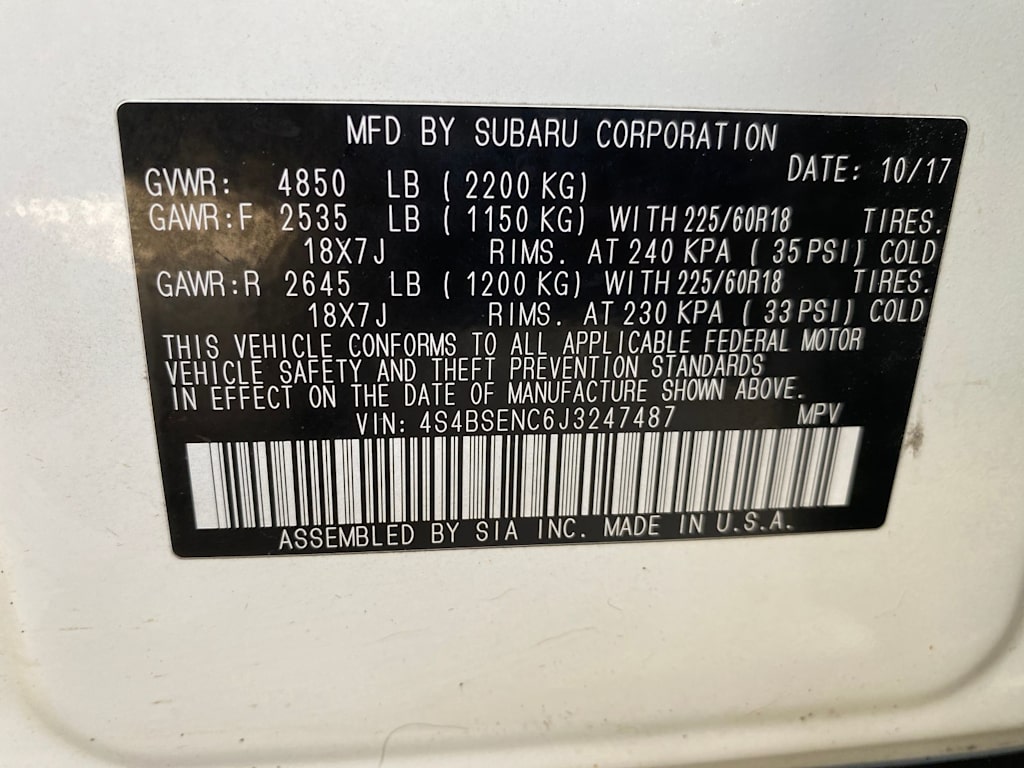 MFD BY SUBARU CORPORATION
DATE: 10/17
GVWR: 4850 LB (2200 KG)
GAWR:F 2535 LB (1150 KG) WITH 225/60R18 TIRES.
18X7J RIMS. AT 240 KPA (35 PSI) COLD
GAWR:R 2645 LB (1200 KG) WITH 225/60R18 TIRES.
18X7J RIMS. AT 230 KPA (33 PSI) COLD
THIS VEHICLE CONFORMS TO ALL APPLICABLE FEDERAL MOTOR
VEHICLE SAFETY AND THEFT PREVENTION STANDARDS
IN EFFECT ON THE DATE OF MANUFACTURE SHOWN ABOVE.
VIN: 4S4BSENC6J3247487 MPV
ASSEMBLED BY SIA INC. MADE IN U.S.A.